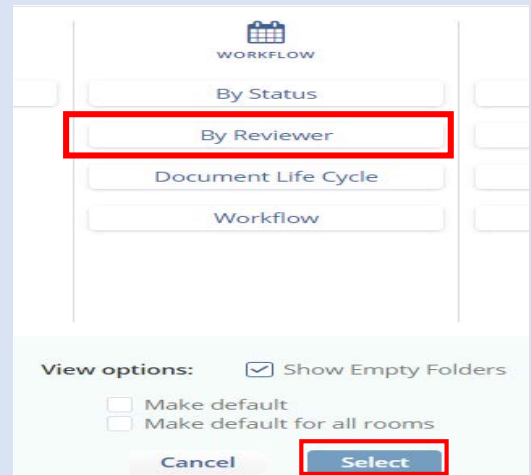 WORKFLOW
By Status
By Reviewer
Document Life Cycle
Workflow
View options: Show Empty Folders
Make default
Make default for all rooms
Cancel Select